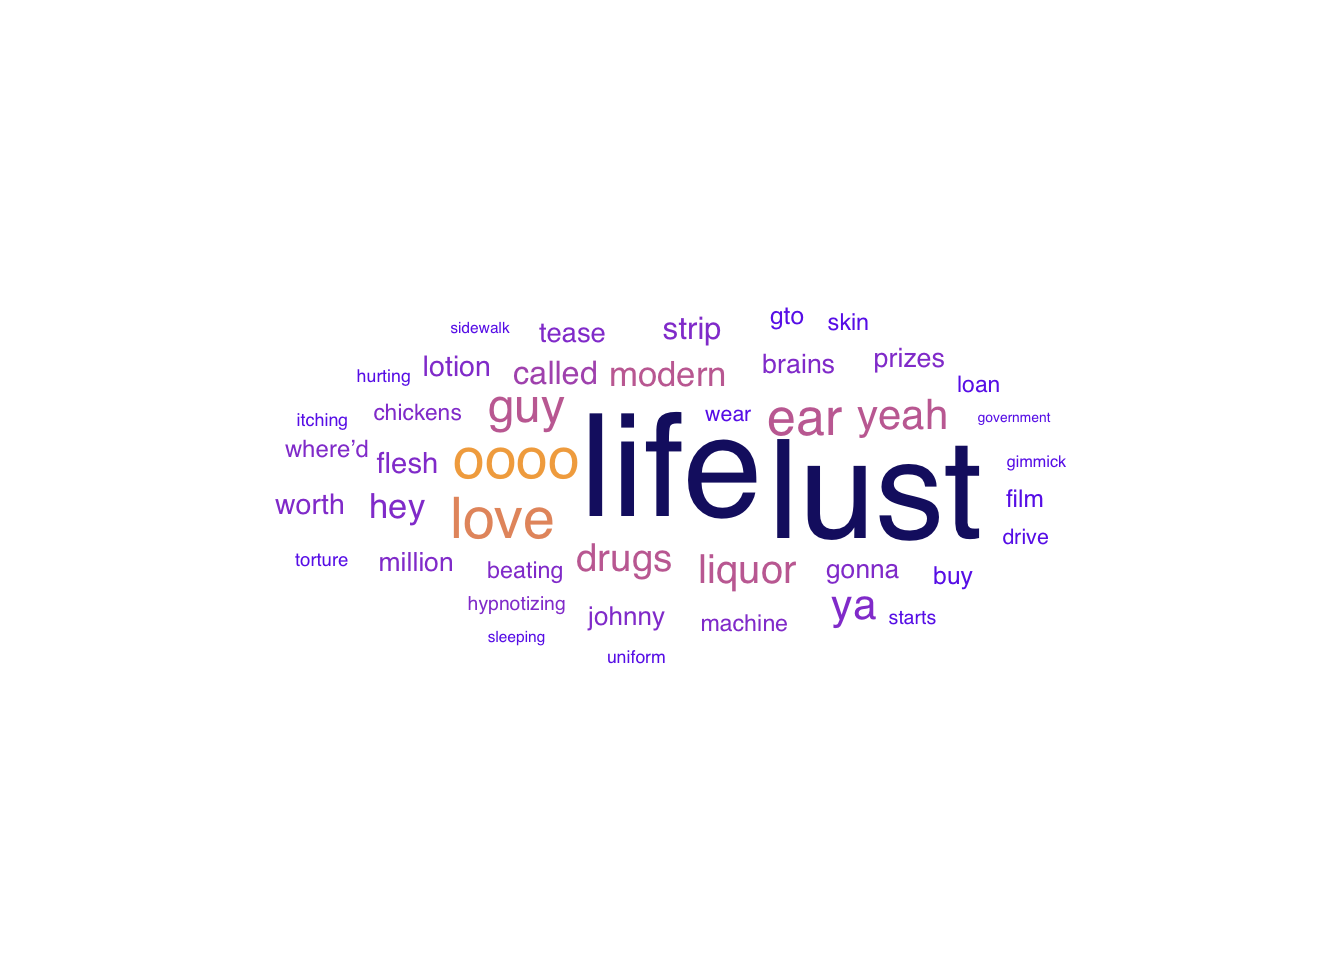 gto
skin
sidewalk
tease
strip
prizes
hurting
lotion
called
modern
brains
loan
itching
chickens
guy
wear
ear
yeah
government
where’d
flesh
oooo
life
lust
gimmick
worth
hey
love
film
drive
torture
million
beating
drugs
liquor
gonna
buy
hypnotizing
johnny
machine
ya
starts
sleeping
uniform